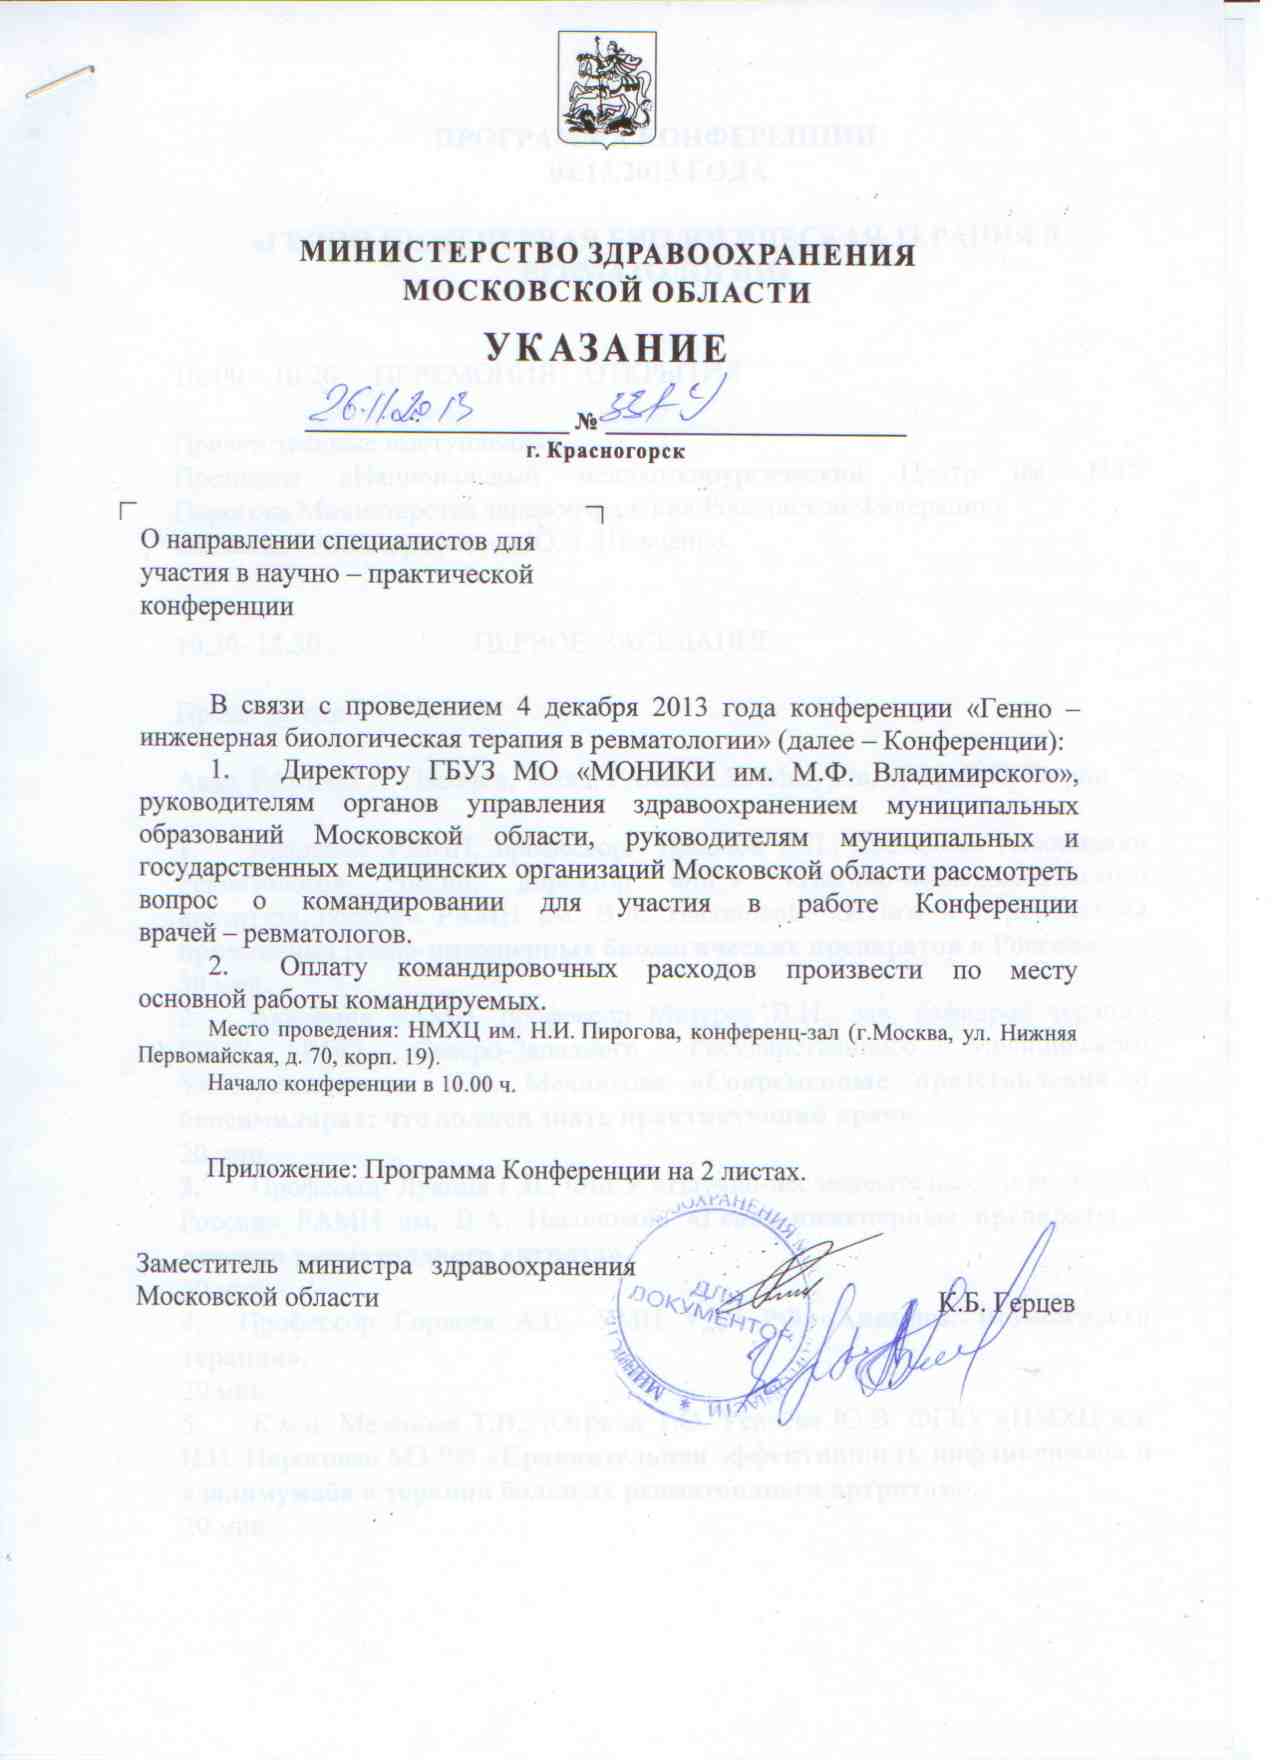 МИНИСТЕРСТВО ЗДРАВООХРАНЕНИЯ
МОСКОВСКОЙ ОБЛАСТИ
УКАЗАНИЕ
26.11.2013 №
г. Красногорск
О направлении специалистов для
участия в научно – практической
конференции
В связи с проведением 4 декабря 2013 года конференции «Генно –
инженерная биологическая терапия в ревматологии» (далее – Конференции):
1. Директору ГБУЗ МО «МОНИКИ им. М.Ф. Владимирского»,
руководителям органов управления здравоохранением муниципальных
образований Московской области, руководителям муниципальных и
государственных медицинских организаций Московской области рассмотреть
вопрос о командировании для участия в работе Конференции
врачей – ревматологов.
2. Оплату командировочных расходов произвести по месту
основной работы командируемых.
Место проведения: НМХЦ им. Н.И. Пирогова, конференц-зал (г.Москва, ул. Нижняя
Первомайская, д. 70, корп. 19).
Начало конференции в 10.00 ч.
Приложение: Программа Конференции на 2 листах.
Заместитель министра здравоохранения
Московской области К.Б. Герцев
ДЛЯ
ДОКУМЕНТОВ